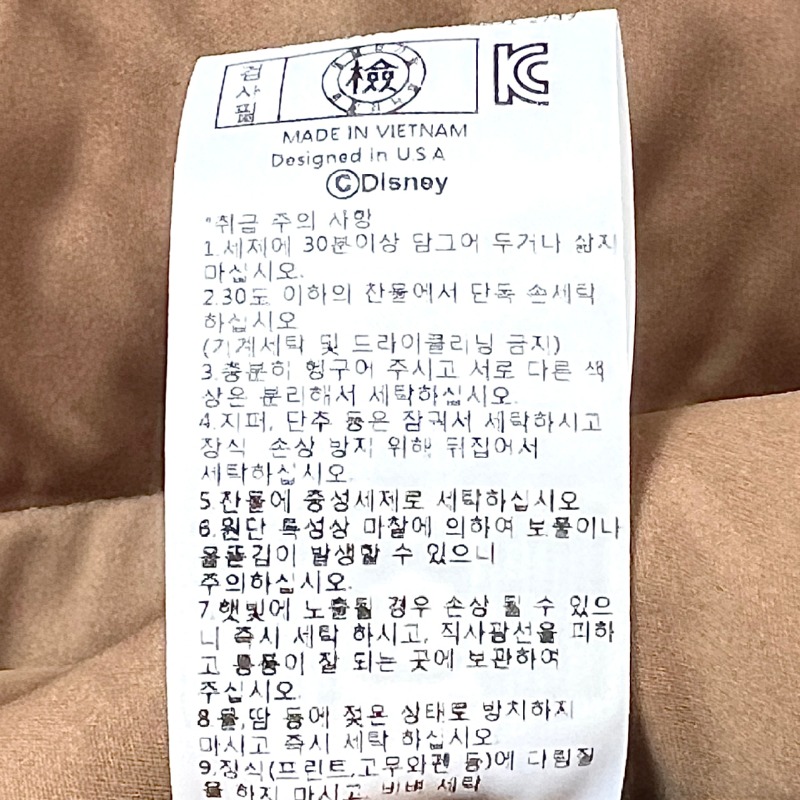 검사필
檢
KC
MADE IN VIETNAM
Designed in U.S.A
©Disney
*취급 주의 사항
1.세제에 30분이상 담그어 두거나 삶지
마십시오.
2.30도 이하의 찬물에서 단독 손세탁
하십시오
(기계세탁 및 드라이클리닝 금지)
3.충분히 헹구어 주시고 서로 다른 색
상은 분리해서 세탁하십시오.
4.지퍼, 단추 등은 잠궈서 세탁하시고
장식 손상 방지 위해 뒤집어서
세탁하십시오.
5.찬물에 중성세제로 세탁하십시오
6.원단 특성상 마찰에 의하여 보풀이나
올뜯김이 발생할 수 있으니
주의하십시오.
7.햇빛에 노출될 경우 손상 될 수 있으
니 즉시 세탁 하시고, 직사광선을 피하
고 통풍이 잘 되는 곳에 보관하여
주십시오.
8.물,땀 등에 젖은 상태로 방치하지
마시고 즉시 세탁 하십시오.
9.장식(프린트,고무와펜 등)에 다림질
을 하지 마시고, 비벼 세탁